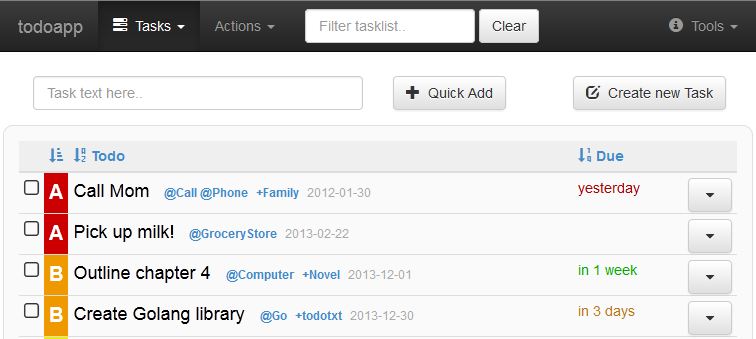 todoapp Tasks Actions Filter tasklist.. Clear Tools
Task text here.. Quick Add Create new Task
Todo Due
A Call Mom @Call @Phone +Family 2012-01-30 yesterday
A Pick up milk! @GroceryStore 2013-02-22
B Outline chapter 4 @Computer +Novel 2013-12-01 in 1 week
B Create Golang library @Go +todotxt 2013-12-30 in 3 days